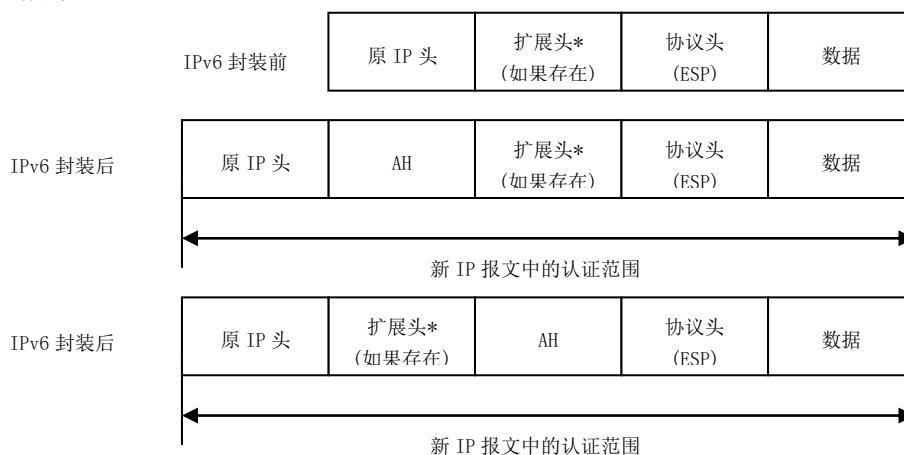 IPv6 封装前
原 IP 头
扩展头*
(如果存在)
协议头
(ESP)
数据
IPv6 封装后
原 IP 头
AH
扩展头*
(如果存在)
协议头
(ESP)
数据
新 IP 报文中的认证范围
IPv6 封装后
原 IP 头
扩展头*
(如果存在)
AH
协议头
(ESP)
数据
新 IP 报文中的认证范围